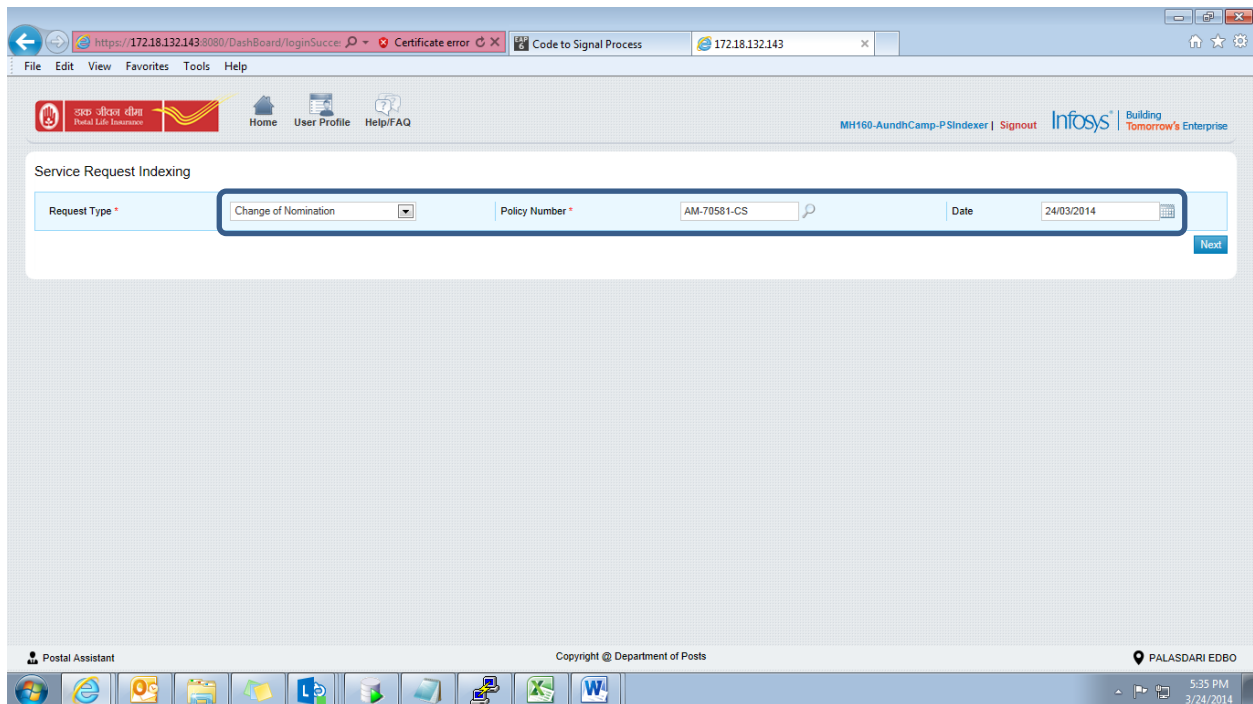 https://172.18.132.143:8080/DashBoard/loginSucce: Certificate error Code to Signal Process 172.18.132.143
File Edit View Favorites Tools Help
डाक जीवन बीमा
Postal Life Insurance
Home User Profile Help/FAQ
MH160-AundhCamp-PSIndexer | Signout
Infosys | Building
Tomorrow's Enterprise
Service Request Indexing
Request Type * Change of Nomination Policy Number * AM-70581-CS Date 24/03/2014
Next
Postal Assistant Copyright @ Department of Posts PALASDARI EDBO
5:35 PM
3/24/2014